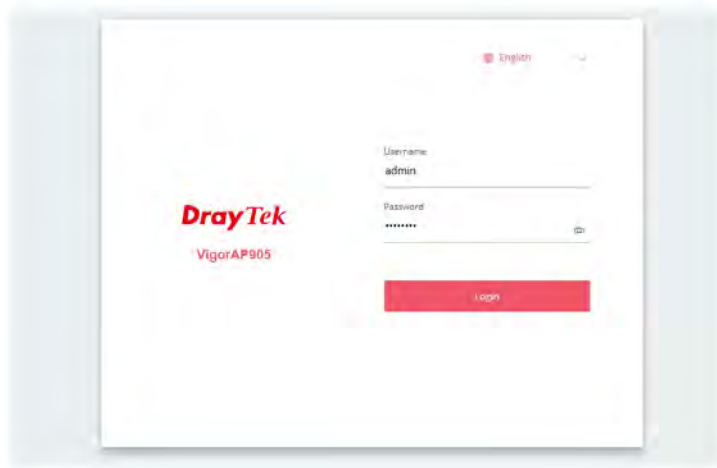 English
Username
admin
Password
••••••••
DrayTek
VigorAP905
Login